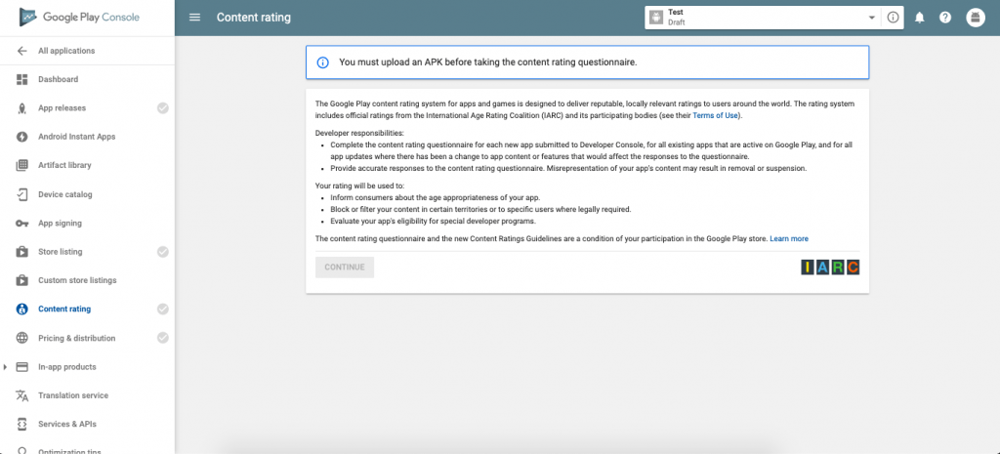 Google Play Console
Content rating
Test
Draft
All applications
Dashboard
App releases
Android Instant Apps
Artifact library
Device catalog
App signing
Store listing
Custom store listings
Content rating
Pricing & distribution
In-app products
Translation service
Services & APIs
Optimization tips
You must upload an APK before taking the content rating questionnaire.
The Google Play content rating system for apps and games is designed to deliver reputable, locally relevant ratings to users around the world. The rating system
includes official ratings from the International Age Rating Coalition (IARC) and its participating bodies (see their Terms of Use).
Developer responsibilities:
• Complete the content rating questionnaire for each new app submitted to Developer Console, for all existing apps that are active on Google Play, and for all
app updates where there has been a change to app content or features that would affect the responses to the questionnaire.
• Provide accurate responses to the content rating questionnaire. Misrepresentation of your app's content may result in removal or suspension.
Your rating will be used to:
• Inform consumers about the age appropriateness of your app.
• Block or filter your content in certain territories or to specific users where legally required.
• Evaluate your app's eligibility for special developer programs.
The content rating questionnaire and the new Content Ratings Guidelines are a condition of your participation in the Google Play store. Learn more
CONTINUE
IARC